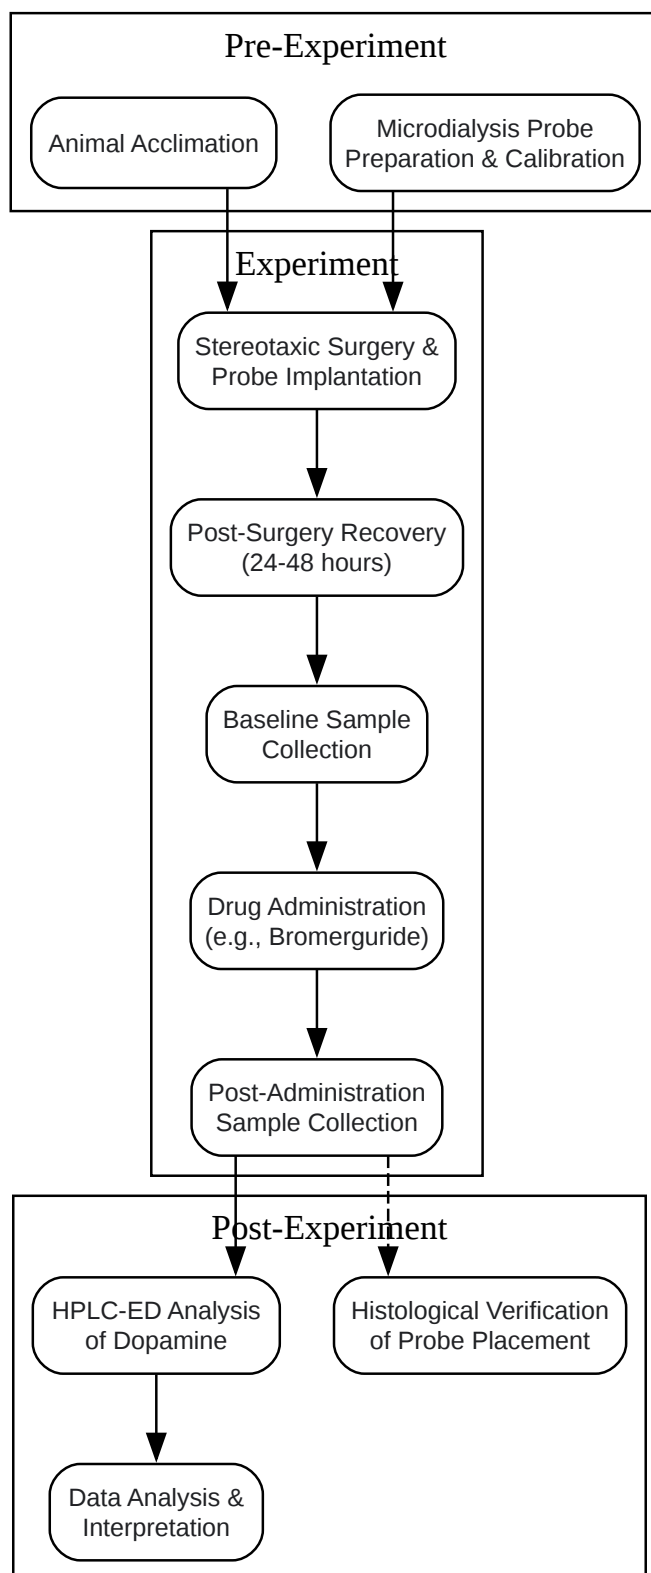 Pre-Experiment
Animal Acclimation
Microdialysis Probe
Preparation & Calibration
Experiment
Stereotaxic Surgery &
Probe Implantation
Post-Surgery Recovery
(24-48 hours)
Baseline Sample
Collection
Drug Administration
(e.g., Bromerguride)
Post-Administration
Sample Collection
Post-Experiment
HPLC-ED Analysis
of Dopamine
Histological Verification
of Probe Placement
Data Analysis &
Interpretation